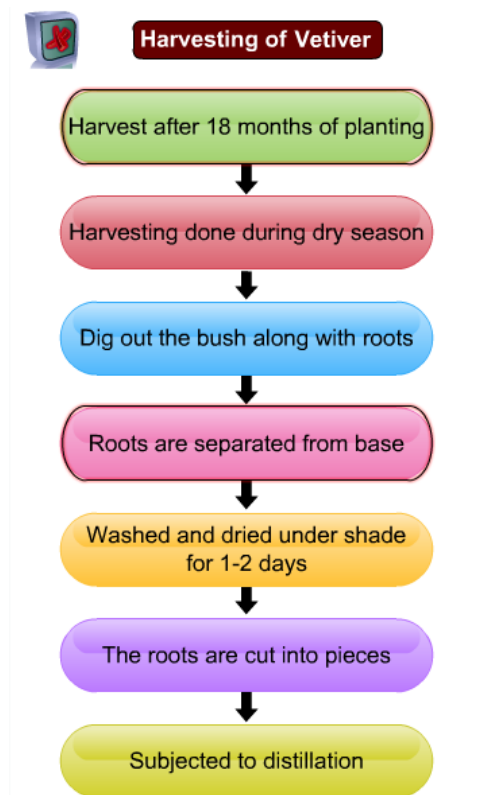 Harvesting of Vetiver
Harvest after 18 months of planting
Harvesting done during dry season
Dig out the bush along with roots
Roots are separated from base
Washed and dried under shade
for 1-2 days
The roots are cut into pieces
Subjected to distillation